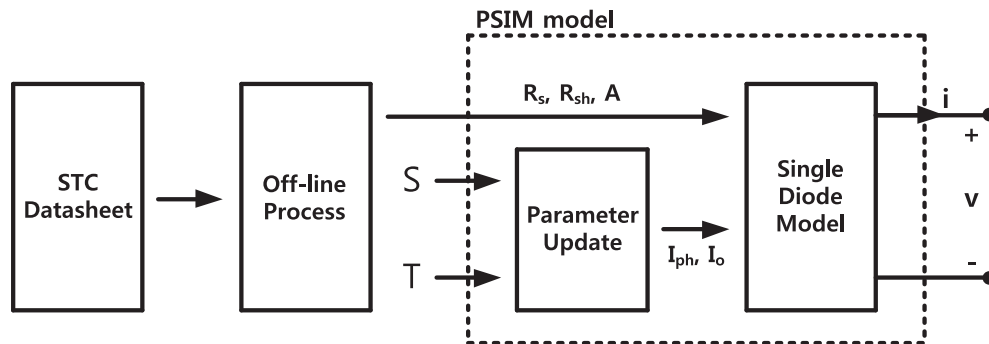 PSIM model
STC
Datasheet
Off-line
Process
Rs, Rsh, A
S
T
Parameter
Update
Iph, Io
Single
Diode
Model
i
+
v
-